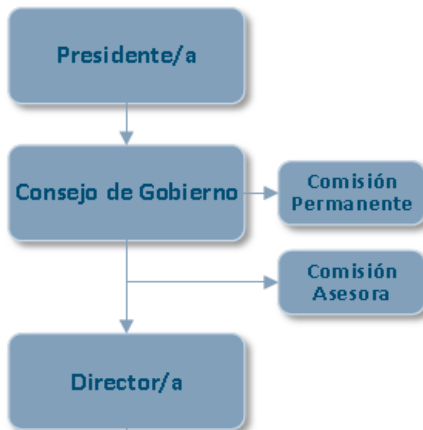 Presidente/a
Consejo de Gobierno
Comisión
Permanente
Comisión
Asesora
Director/a